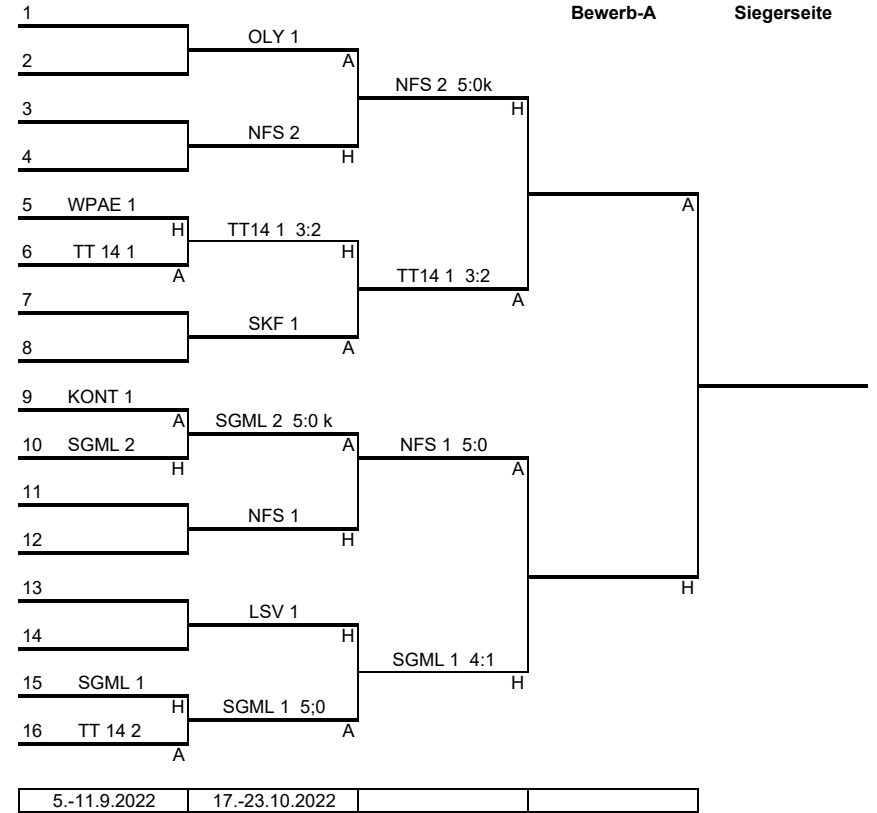 1 Bewerb-A Siegerseite
OLY 1
2 A
NFS 2 5:0k
3 H
NFS 2
4 H
5 WPAE 1 A
H TT14 1 3:2
6 TT 14 1 H
A TT14 1 3:2
7 A
SKF 1
8 A
9 KONT 1
A SGML 2 5:0 k
10 SGML 2 A NFS 1 5:0
H A
11
NFS 1
12 H
13 H
LSV 1
14 H
SGML 1 4:1
15 SGML 1 H
H SGML 1 5;0
16 TT 14 2 A
A
5.-11.9.2022 17.-23.10.2022